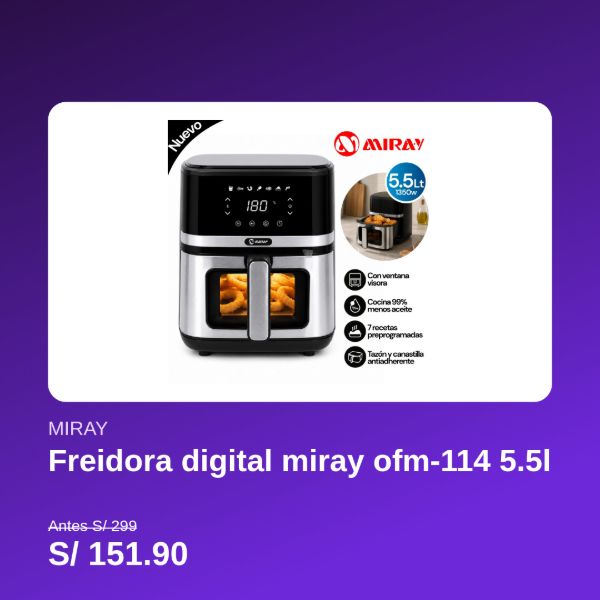 Nuevo
MIRAY
5.5Lt
1350w
180
MIRAY
Con ventana
visora
Cocina 99%
menos aceite
7 recetas
preprogramadas
Tazón y canastilla
antiadherente
MIRAY
Freidora digital miray ofm-114 5.5l
Antes S/ 299
S/ 151.90